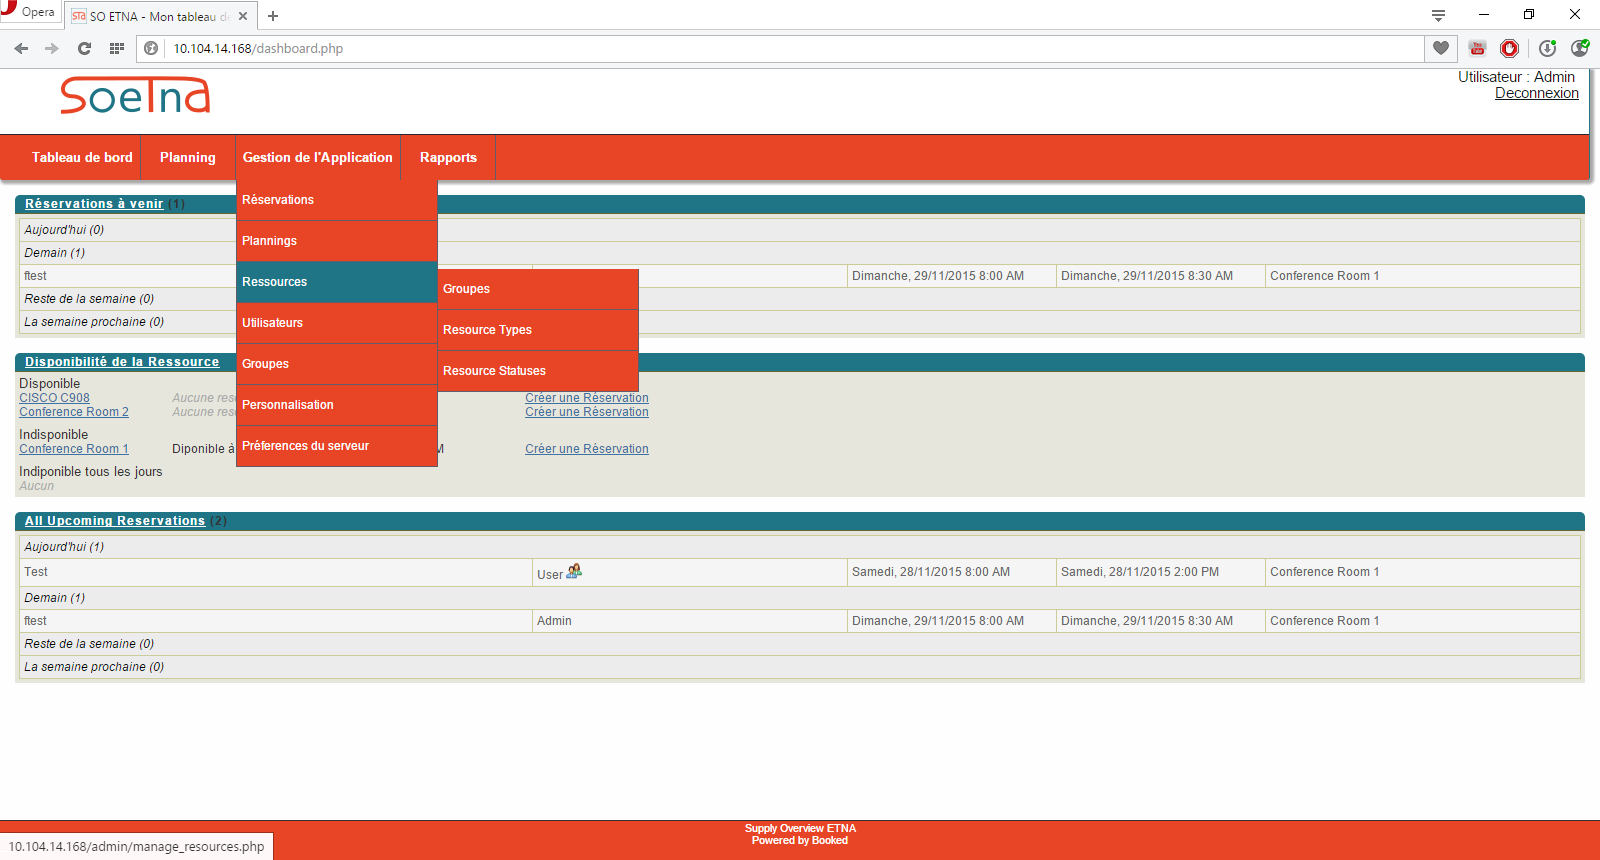 Opera
SO ETNA - Mon tableau de
10.104.14.168/dashboard.php
SoeTna
Utilisateur : Admin
Deconnexion
Tableau de bord Planning Gestion de l'Application Rapports
Réservations
Plannings
Ressources
Utilisateurs
Groupes
Personnalisation
Préferences du serveur
Groupes
Resource Types
Resource Statuses
Réservations à venir (1)
Aujourd'hui (0)
Demain (1)
ftest Dimanche, 29/11/2015 8:00 AM Dimanche, 29/11/2015 8:30 AM Conference Room 1
Reste de la semaine (0)
La semaine prochaine (0)
Disponibilité de la Ressource
Disponible
CISCO C908 Aucune Créer une Réservation
Conference Room 2 Aucune Créer une Réservation
Indisponible
Conference Room 1 Diponible à Créer une Réservation
Indiponible tous les jours
Aucun
All Upcoming Reservations (2)
Aujourd'hui (1)
Test User Samedi, 28/11/2015 8:00 AM Samedi, 28/11/2015 2:00 PM Conference Room 1
Demain (1)
ftest Admin Dimanche, 29/11/2015 8:00 AM Dimanche, 29/11/2015 8:30 AM Conference Room 1
Reste de la semaine (0)
La semaine prochaine (0)
Supply Overview ETNA
Powered by Booked
10.104.14.168/admin/manage_resources.php